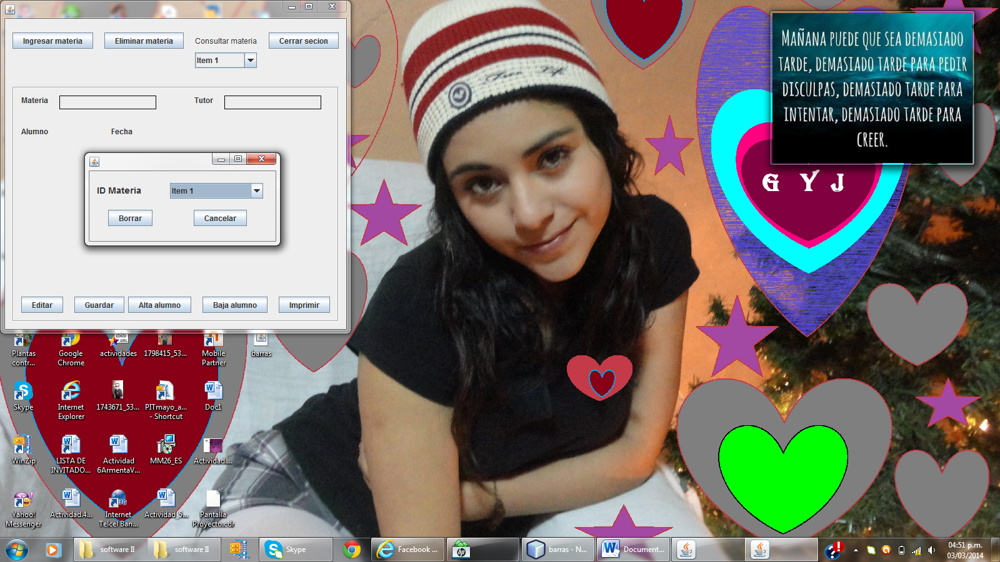 Ingresar materia
Eliminar materia
Consultar materia
Cerrar secion
Item 1
Materia
Tutor
Alumno
Fecha
ID Materia
Item 1
Borrar
Cancelar
Editar
Guardar
Alta alumno
Baja alumno
Imprimir
MAÑANA PUEDE QUE SEA DEMASIADO
TARDE, DEMASIADO TARDE PARA PEDIR
DISCULPAS, DEMASIADO TARDE PARA
INTENTAR, DEMASIADO TARDE PARA
CREER.
G Y J
Plantas
contr...
Google
Chrome
actividades
1798415_53...
Mobile
Partner
barras
Skype
Internet
Explorer
1743671_53...
PITmayo_a...
- Shortcut
Doc1
WinZip
LISTA DE
INVITADO...
Actividad
6ArmentaV...
MM26_ES
Actividad....
Yahoo!
Messenger
Actividad.4...
Internet
Telcel Ban...
Actividad_5...
Pantalla
Proyecto.cdr
software II
software II
Skype
Facebook ...
barras - N...
Document...
04:51 p.m.
03/03/2014